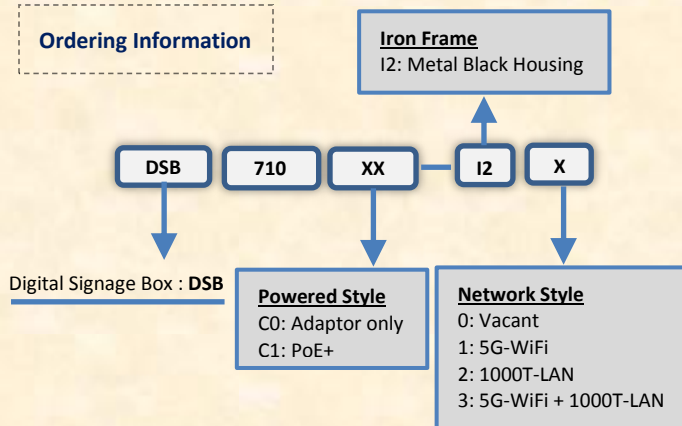 Ordering Information
Iron Frame
I2: Metal Black Housing
DSB 710 XX I2 X
Digital Signage Box : DSB
Powered Style
C0: Adaptor only
C1: PoE+
Network Style
0: Vacant
1: 5G-WiFi
2: 1000T-LAN
3: 5G-WiFi + 1000T-LAN